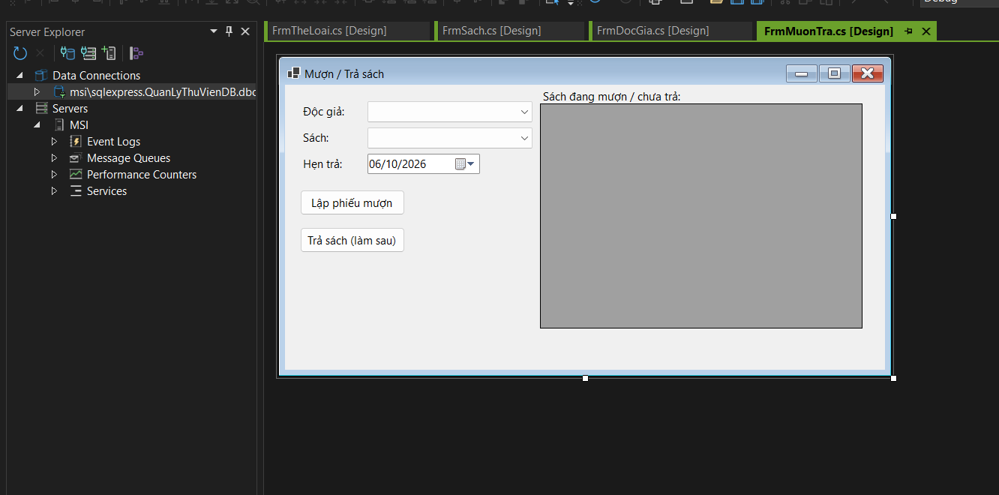 Debug
Server Explorer
FrmTheLoai.cs [Design]
FrmSach.cs [Design]
FrmDocGia.cs [Design]
FrmMuonTra.cs [Design]
Data Connections
msi\sqlexpress.QuanLyThuVienDB.dbo
Servers
MSI
Event Logs
Message Queues
Performance Counters
Services
Mượn / Trả sách
Độc giả:
Sách:
Hẹn trả:
06/10/2026
Lập phiếu mượn
Trả sách (làm sau)
Sách đang mượn / chưa trả: